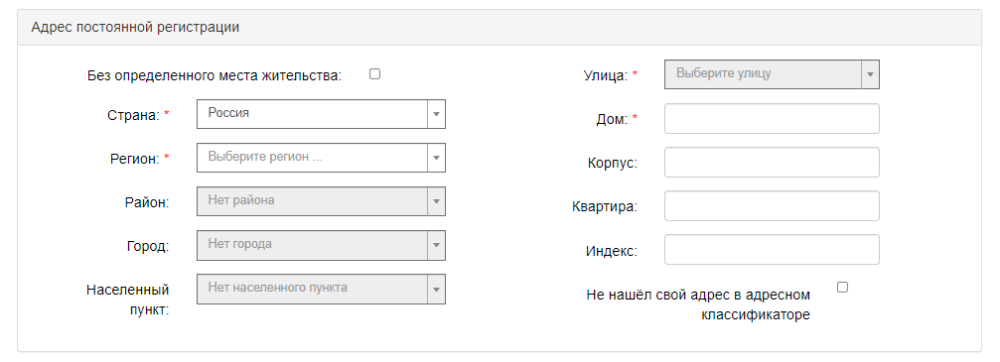 Адрес постоянной регистрации
Без определенного места жительства:
Страна: *
Россия
Регион: *
Выберите регион ...
Район:
Нет района
Город:
Нет города
Населенный
пункт:
Нет населенного пункта
Улица: *
Выберите улицу
Дом: *
Корпус:
Квартира:
Индекс:
Не нашёл свой адрес в адресном
классификаторе